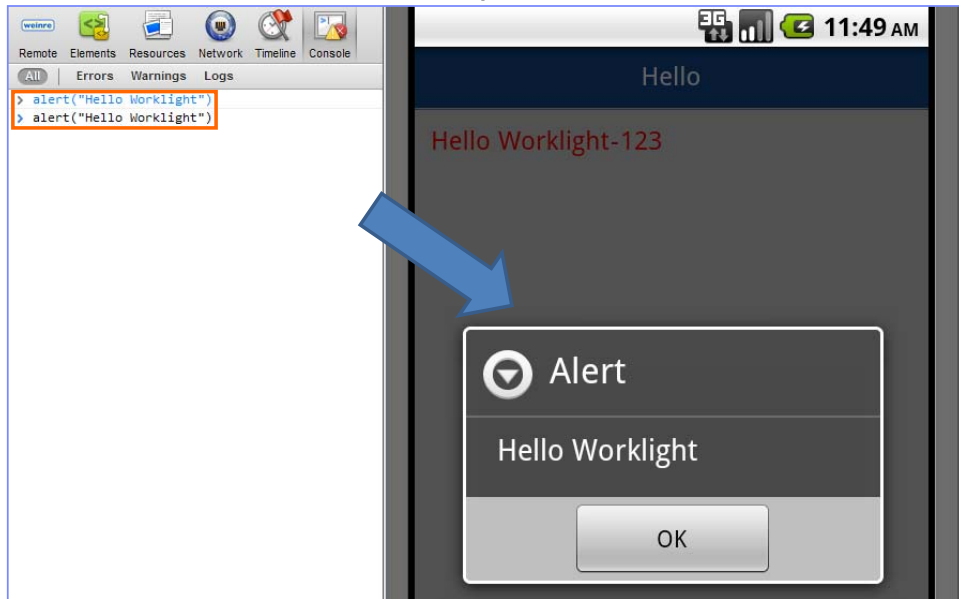 weinre
Remote Elements Resources Network Timeline Console
All Errors Warnings Logs
> alert("Hello Worklight")
> alert("Hello Worklight")
3G 11:49 AM
Hello
Hello Worklight-123
Alert
Hello Worklight
OK